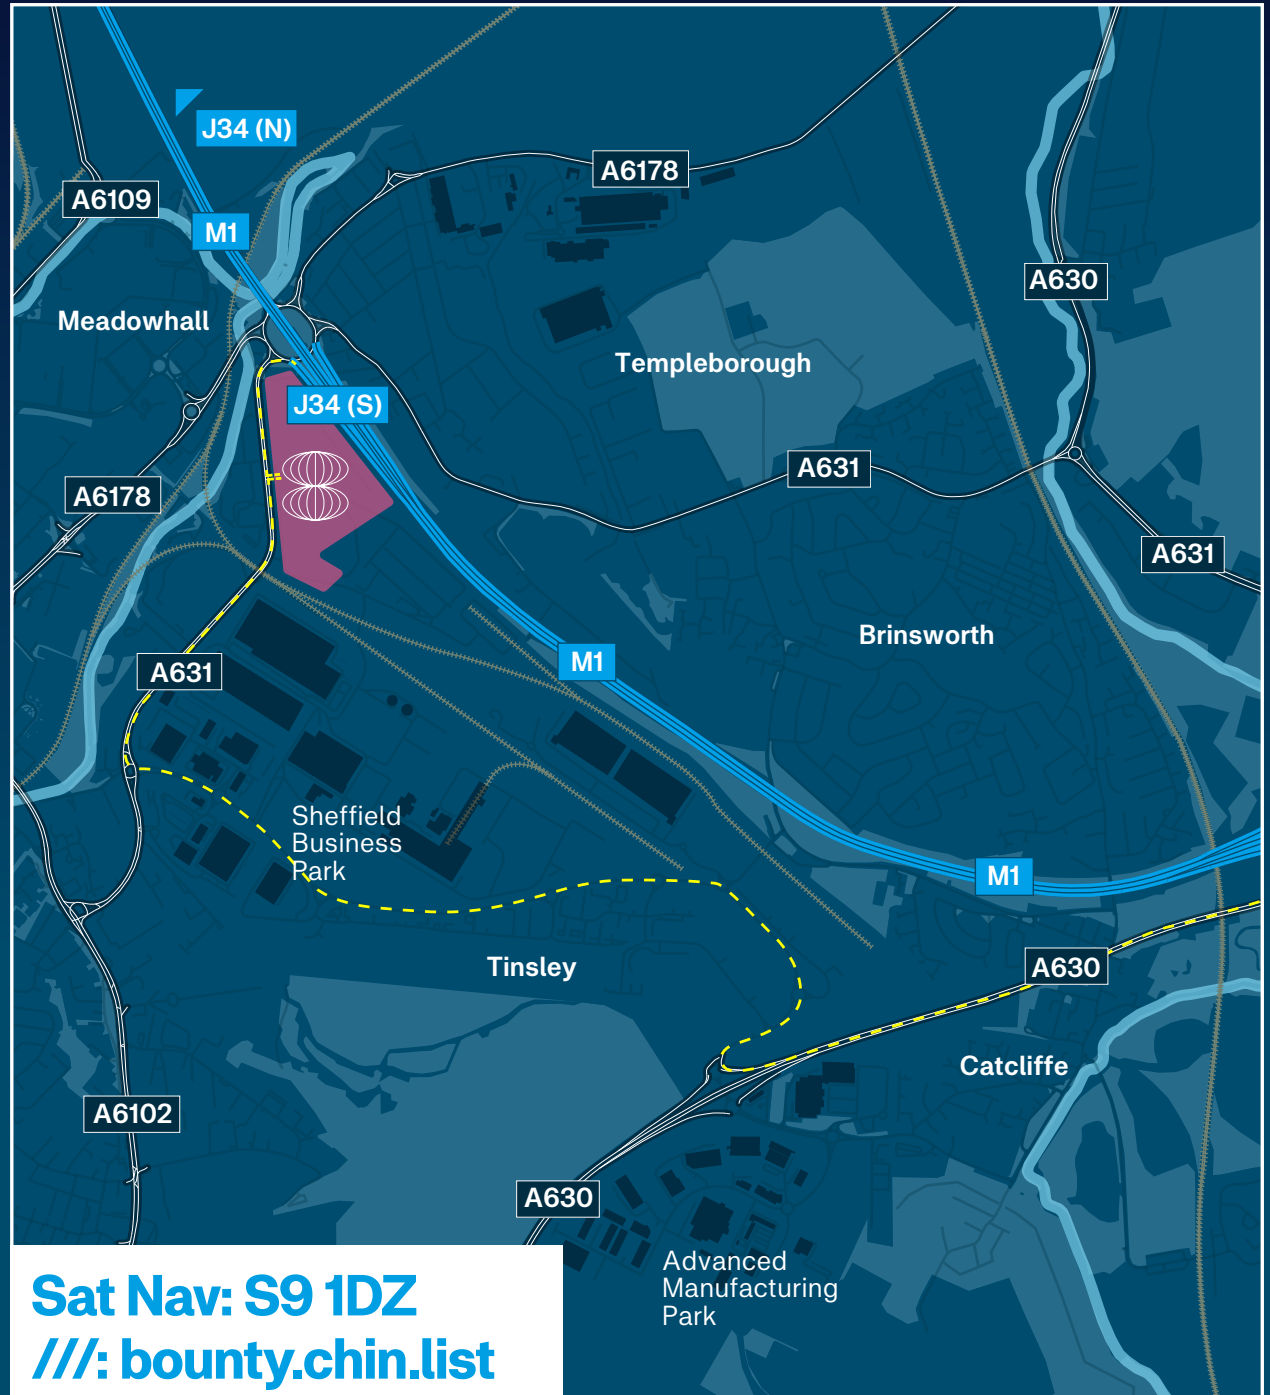 J34 (N)
A6178
A6109
M1
A630
Meadowhall
Templeborough
J34 (S)
A631
A6178
A631
Brinsworth
M1
A631
Sheffield
Business
Park
M1
Tinsley
A630
Catcliffe
A6102
A630
Advanced
Manufacturing
Park
Sat Nav: S9 1DZ
///: bounty.chin.list